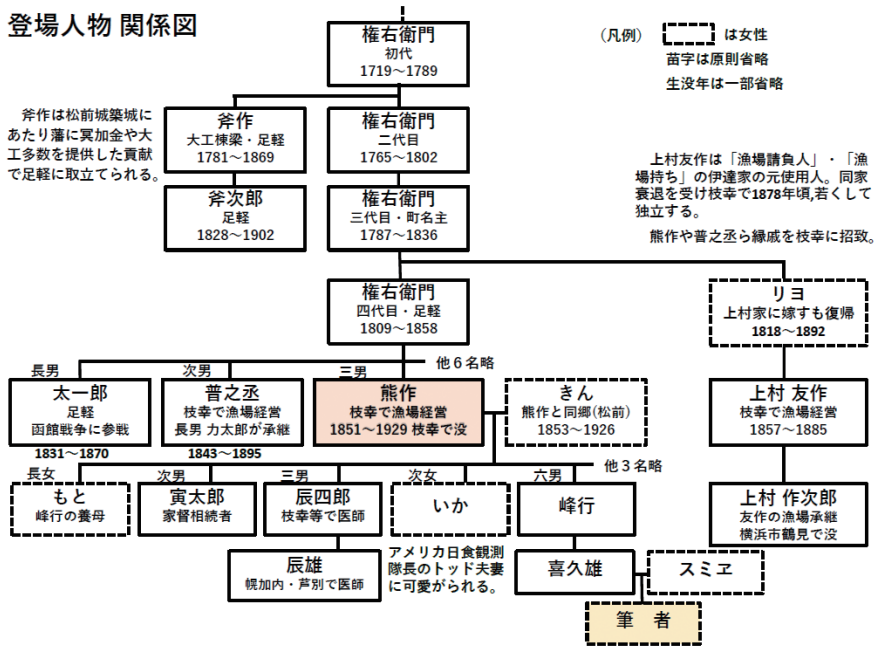 登場人物 関係図
（凡例）
は女性
苗字は原則省略
生没年は一部省略
権右衛門
初代
1719～1789
斧作は松前城築城に
あたり藩に冥加金や大
工多数を提供した貢献
で足軽に取立てられる。
斧作
大工棟梁・足軽
1781～1869
権右衛門
二代目
1765～1802
斧次郎
足軽
1828～1902
権右衛門
三代目・町名主
1787～1836
上村友作は「漁場請負人」・「漁
場持ち」の伊達家の元使用人。同家
衰退を受け枝幸で1878年頃,若くして
独立する。
熊作や普之丞ら縁戚を枝幸に招致。
権右衛門
四代目・足軽
1809～1858
リヨ
上村家に嫁すも復帰
1818～1892
他6名略
長男
太一郎
足軽
函館戦争に参戦
1831～1870
次男
普之丞
枝幸で漁場経営
長男 力太郎が承継
1843～1895
三男
熊作
枝幸で漁場経営
1851～1929 枝幸で没
きん
熊作と同郷(松前)
1853～1926
上村 友作
枝幸で漁場経営
1857～1885
他3名略
長女
もと
峰行の養母
次男
寅太郎
家督相続者
三男
辰四郎
枝幸等で医師
次女
いか
六男
峰行
上村 作次郎
友作の漁場承継
横浜市鶴見で没
辰雄
幌加内・芦別で医師
アメリカ日食観測
隊長のトッド夫妻
に可愛がられる。
喜久雄
スミヱ
筆 者